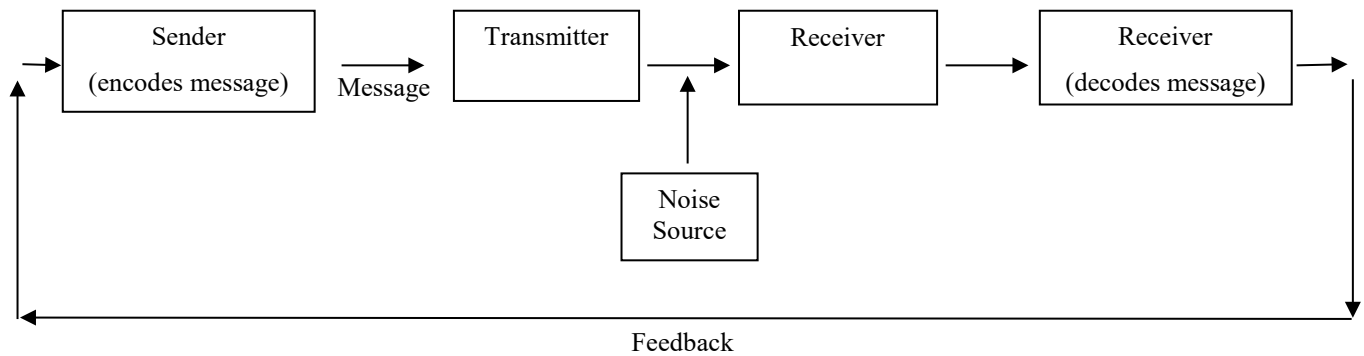 Sender
(encodes message)
Message
Transmitter
Receiver
Receiver
(decodes message)
Noise
Source
Feedback